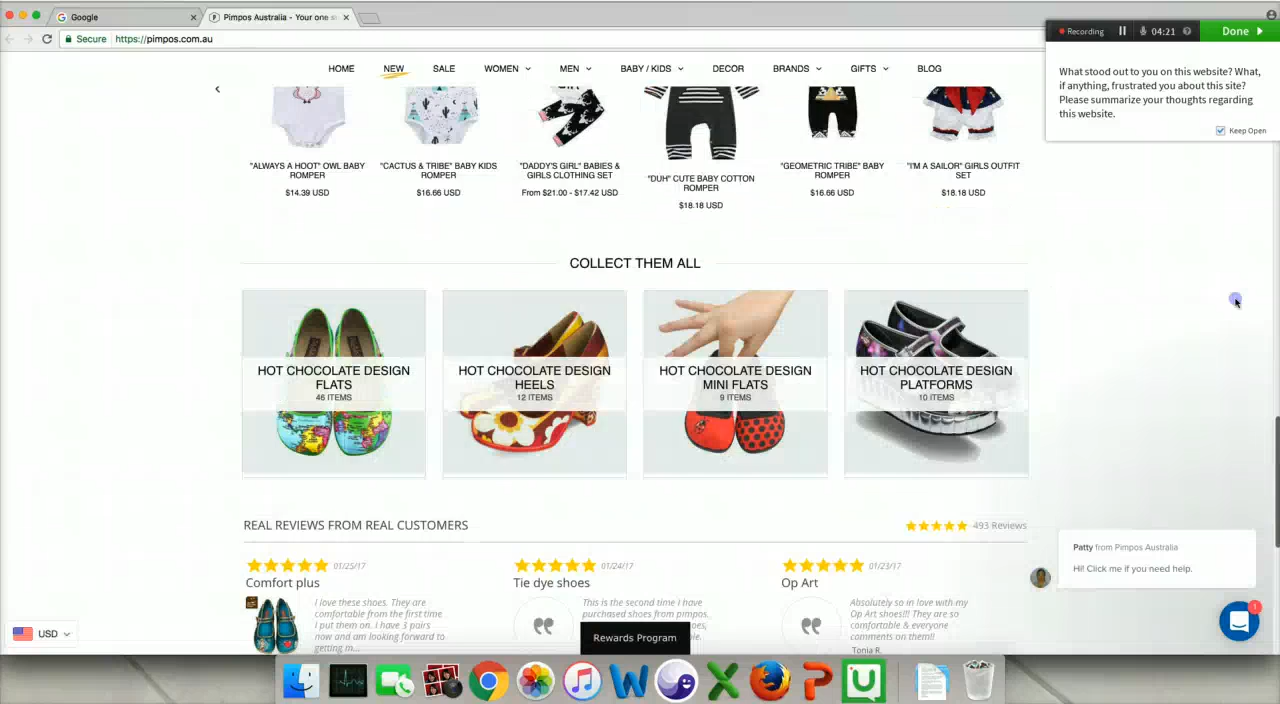 Google
Pimpos Australia - Your one s
Secure
https://pimpos.com.au
Recording
04:21
Done
What stood out to you on this website? What,
if anything, frustrated you about this site?
Please summarize your thoughts regarding
this website.
Keep Open
HOME NEW SALE WOMEN MEN BABY / KIDS DECOR BRANDS GIFTS BLOG
"ALWAYS A HOOT" OWL BABY
ROMPER
$14.39 USD
"CACTUS & TRIBE" BABY KIDS
ROMPER
$16.66 USD
"DADDY'S GIRL" BABIES &
GIRLS CLOTHING SET
From $21.00 - $17.42 USD
"DUH" CUTE BABY COTTON
ROMPER
$18.18 USD
"GEOMETRIC TRIBE" BABY
ROMPER
$16.66 USD
"I'M A SAILOR" GIRLS OUTFIT
SET
$18.18 USD
COLLECT THEM ALL
HOT CHOCOLATE DESIGN
FLATS
46 ITEMS
HOT CHOCOLATE DESIGN
HEELS
12 ITEMS
HOT CHOCOLATE DESIGN
MINI FLATS
9 ITEMS
HOT CHOCOLATE DESIGN
PLATFORMS
10 ITEMS
REAL REVIEWS FROM REAL CUSTOMERS
493 Reviews
01/25/17
Comfort plus
I love these shoes. They are
comfortable from the first time
I put them on. I have 3 pairs
now and am looking forward to
getting m...
01/24/17
Tie dye shoes
This is the second time I have
purchased shoes from pimpos.
01/23/17
Op Art
Absolutely so in love with my
Op Art shoes!!! They are so
comfortable & everyone
comments on them!!
Tonia R.
Patty from Pimpos Australia
Hi! Click me if you need help.
1
USD
Rewards Program